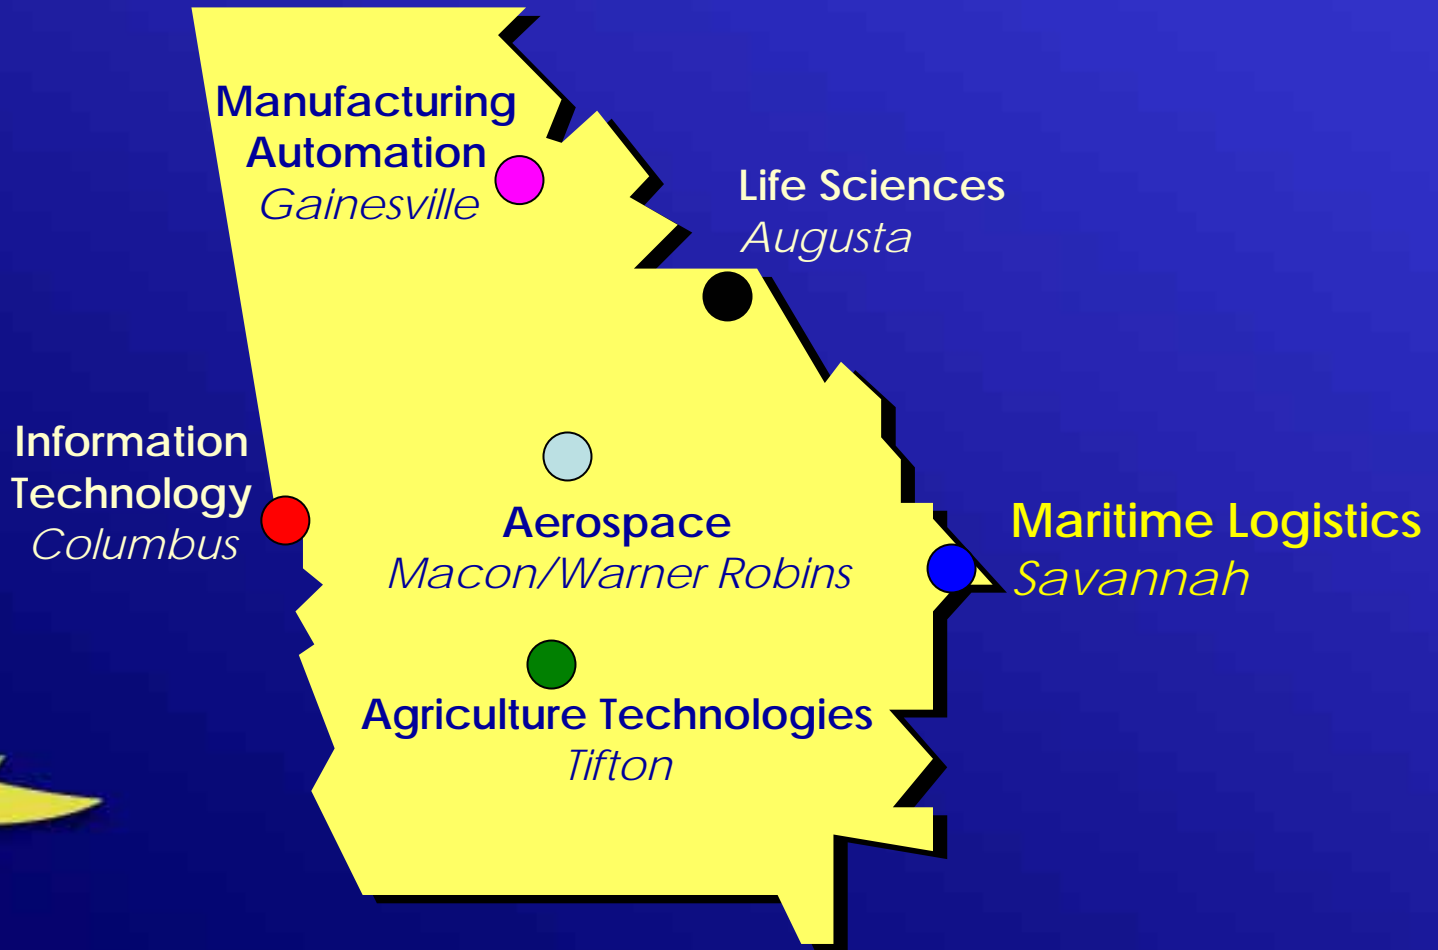 Manufacturing
Automation
Gainesville
Life Sciences
Augusta
Information
Technology
Columbus
Aerospace
Macon/Warner Robins
Maritime Logistics
Savannah
Agriculture Technologies
Tifton